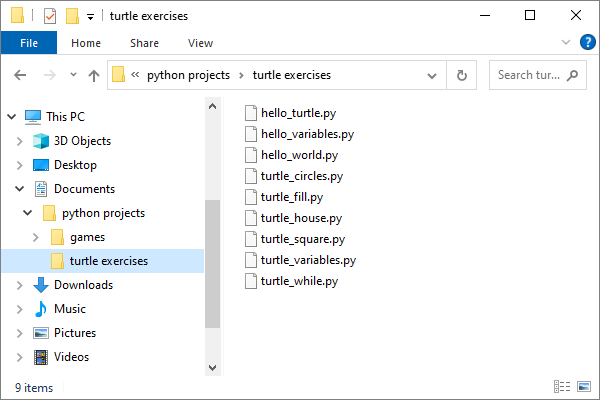 turtle exercises
File Home Share View
« python projects > turtle exercises Search tur...
This PC
3D Objects
Desktop
Documents
python projects
games
turtle exercises
Downloads
Music
Pictures
Videos
hello_turtle.py
hello_variables.py
hello_world.py
turtle_circles.py
turtle_fill.py
turtle_house.py
turtle_square.py
turtle_variables.py
turtle_while.py
9 items